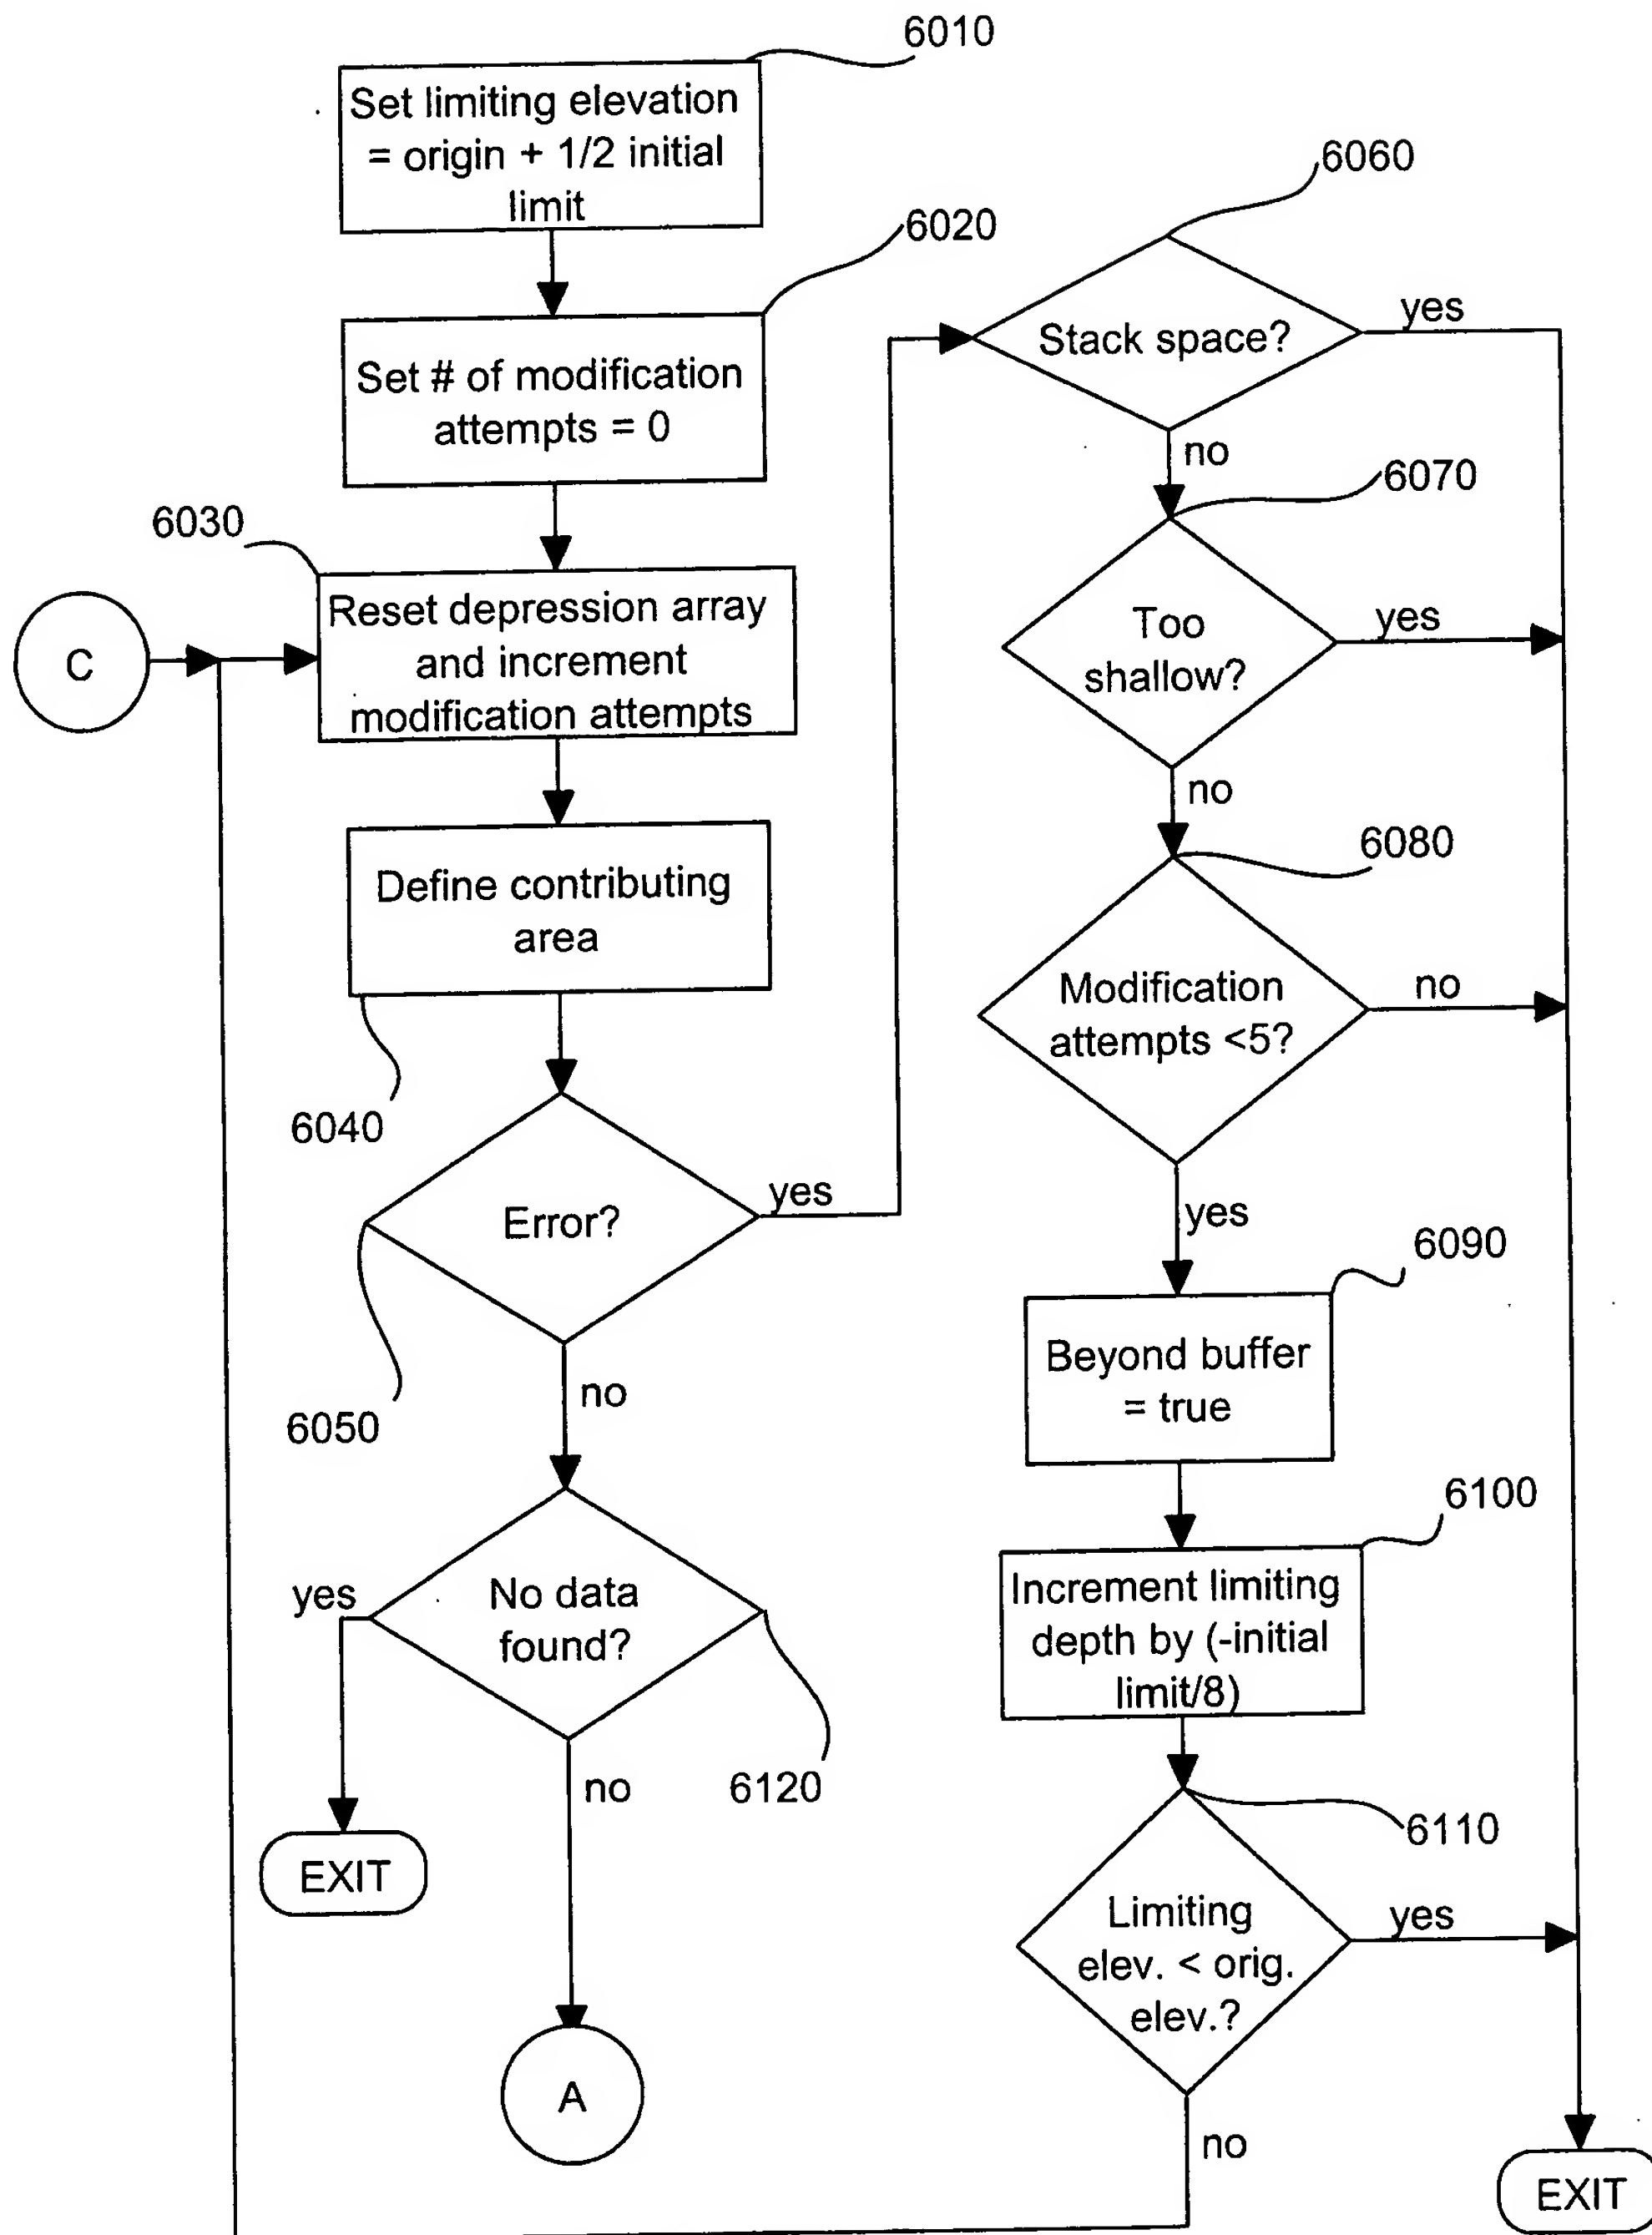 6010
Set limiting elevation
= origin + 1/2 initial
limit
6020
Set # of modification
attempts = 0
6030
C
Reset depression array
and increment
modification attempts
Define contributing
area
6040
Error?
yes
6050
no
No data
found?
yes
6120
no
EXIT
A
6060
Stack space?
yes
no
6070
Too
shallow?
yes
no
6080
Modification
attempts <5?
no
yes
6090
Beyond buffer
= true
6100
Increment limiting
depth by (-initial
limit/8)
6110
Limiting
elev. < orig.
elev.?
yes
no
EXIT